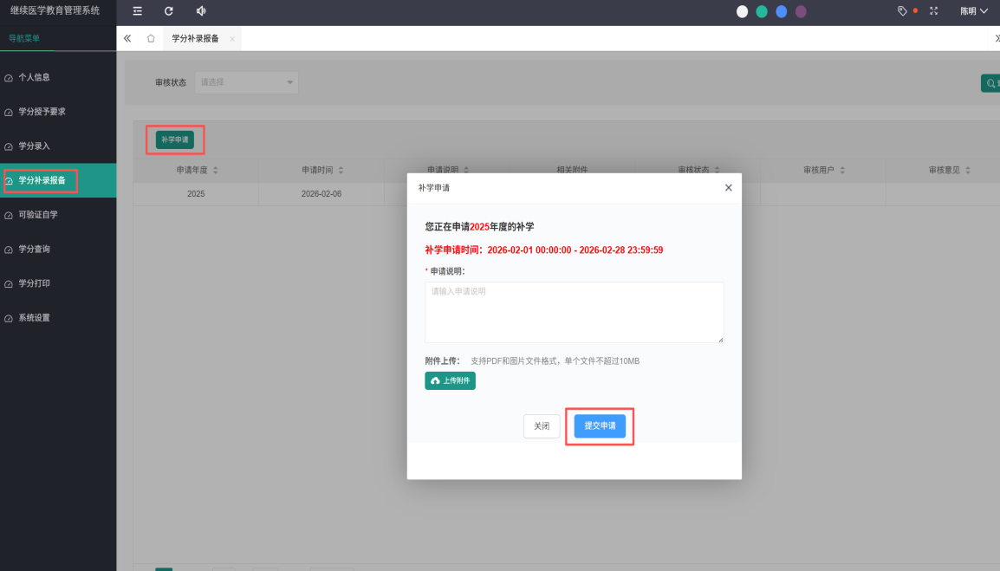 继续医学教育管理系统
陈明
导航菜单
学分补录报备
个人信息
学分授予要求
学分录入
学分补录报备
可验证自学
学分查询
学分打印
系统设置
审核状态 请选择
补学申请
申请年度 申请时间 申请说明 相关附件 审核状态 审核用户 审核意见
2025 2026-02-06
补学申请
您正在申请2025年度的补学
补学申请时间：2026-02-01 00:00:00 - 2026-02-28 23:59:59
* 申请说明：
请输入申请说明
附件上传： 支持PDF和图片文件格式，单个文件不超过10MB
上传附件
关闭 提交申请